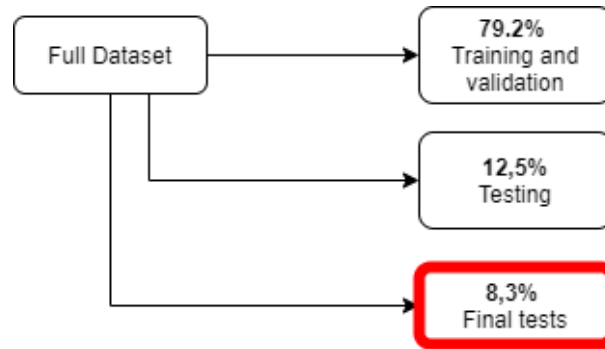 Full Dataset
79.2%
Training and
validation
12,5%
Testing
8,3%
Final tests